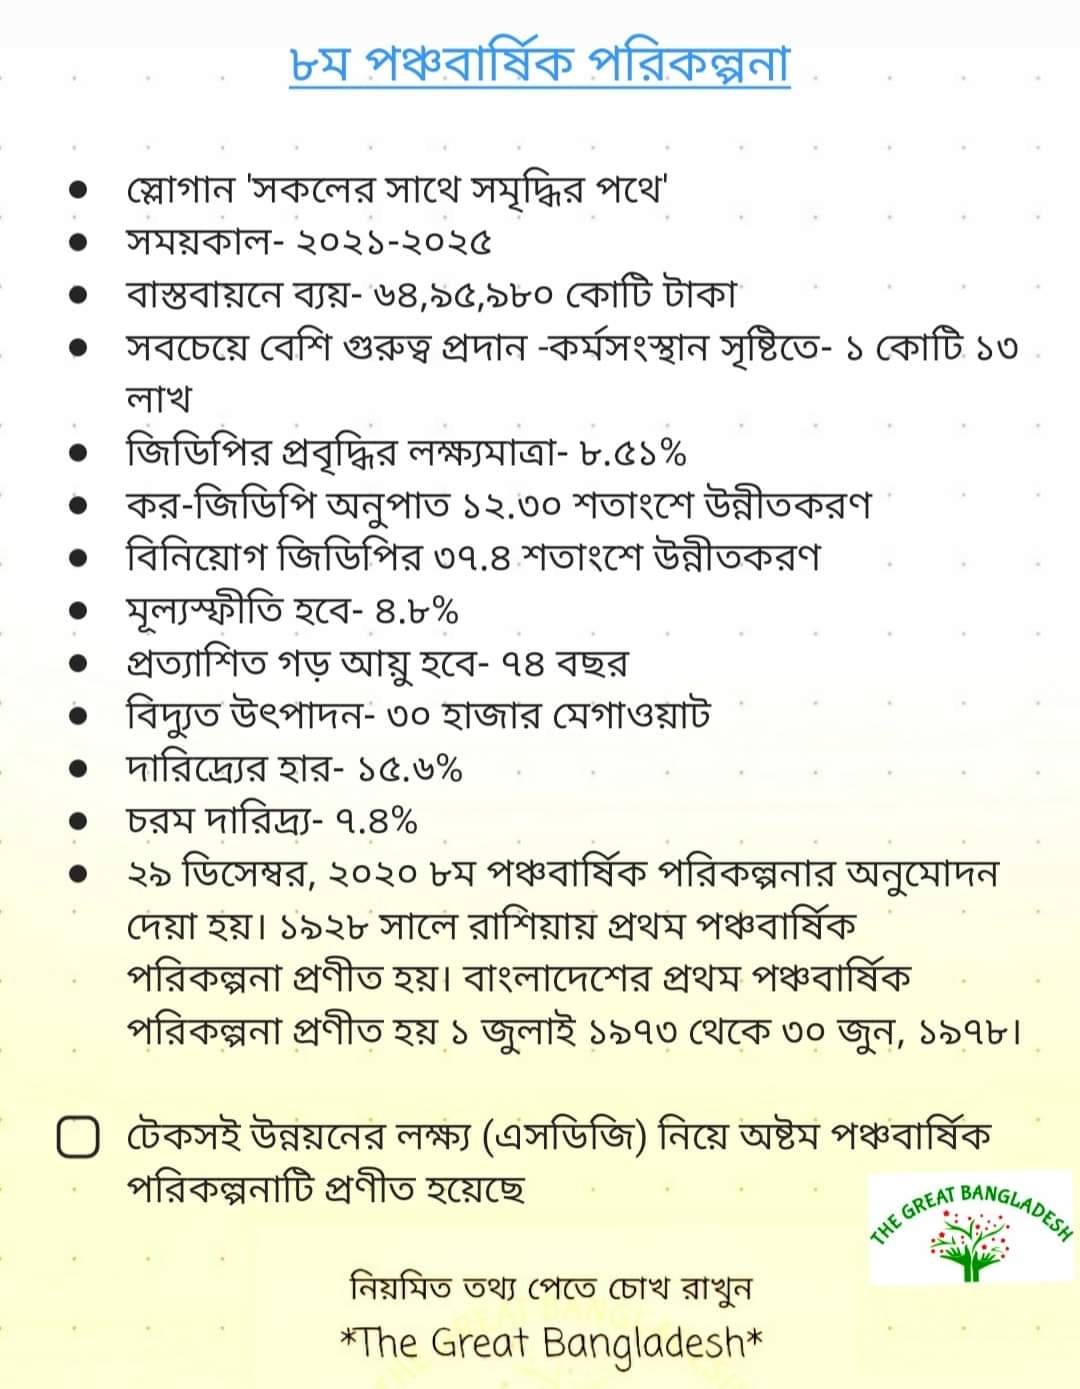 ৮ম পঞ্চবার্ষিক পরিকল্পনা
● স্লোগান 'সকলের সাথে সমৃদ্ধির পথে'
● সময়কাল- ২০২১-২০২৫
● বাস্তবায়নে ব্যয়- ৬৪,৯৫,৯৮০ কোটি টাকা
● সবচেয়ে বেশি গুরুত্ব প্রদান -কর্মসংস্থান সৃষ্টিতে- ১ কোটি ১৩
লাখ
● জিডিপির প্রবৃদ্ধির লক্ষ্যমাত্রা- ৮.৫১%
● কর-জিডিপি অনুপাত ১২.৩০ শতাংশে উন্নীতকরণ
● বিনিয়োগ জিডিপির ৩৭.৪ শতাংশে উন্নীতকরণ
● মূল্যস্ফীতি হবে- ৪.৮%
● প্রত্যাশিত গড় আয়ু হবে- ৭৪ বছর
● বিদ্যুত উৎপাদন- ৩০ হাজার মেগাওয়াট
● দারিদ্র্যের হার- ১৫.৬%
● চরম দারিদ্র্য- ৭.৪%
● ২৯ ডিসেম্বর, ২০২০ ৮ম পঞ্চবার্ষিক পরিকল্পনার অনুমোদন
দেয়া হয়। ১৯২৮ সালে রাশিয়ায় প্রথম পঞ্চবার্ষিক
পরিকল্পনা প্রণীত হয়। বাংলাদেশের প্রথম পঞ্চবার্ষিক
পরিকল্পনা প্রণীত হয় ১ জুলাই ১৯৭৩ থেকে ৩০ জুন, ১৯৭৮।
টেকসই উন্নয়নের লক্ষ্য (এসডিজি) নিয়ে অষ্টম পঞ্চবার্ষিক
পরিকল্পনাটি প্রণীত হয়েছে
THE GREAT BANGLADESH
নিয়মিত তথ্য পেতে চোখ রাখুন
*The Great Bangladesh*